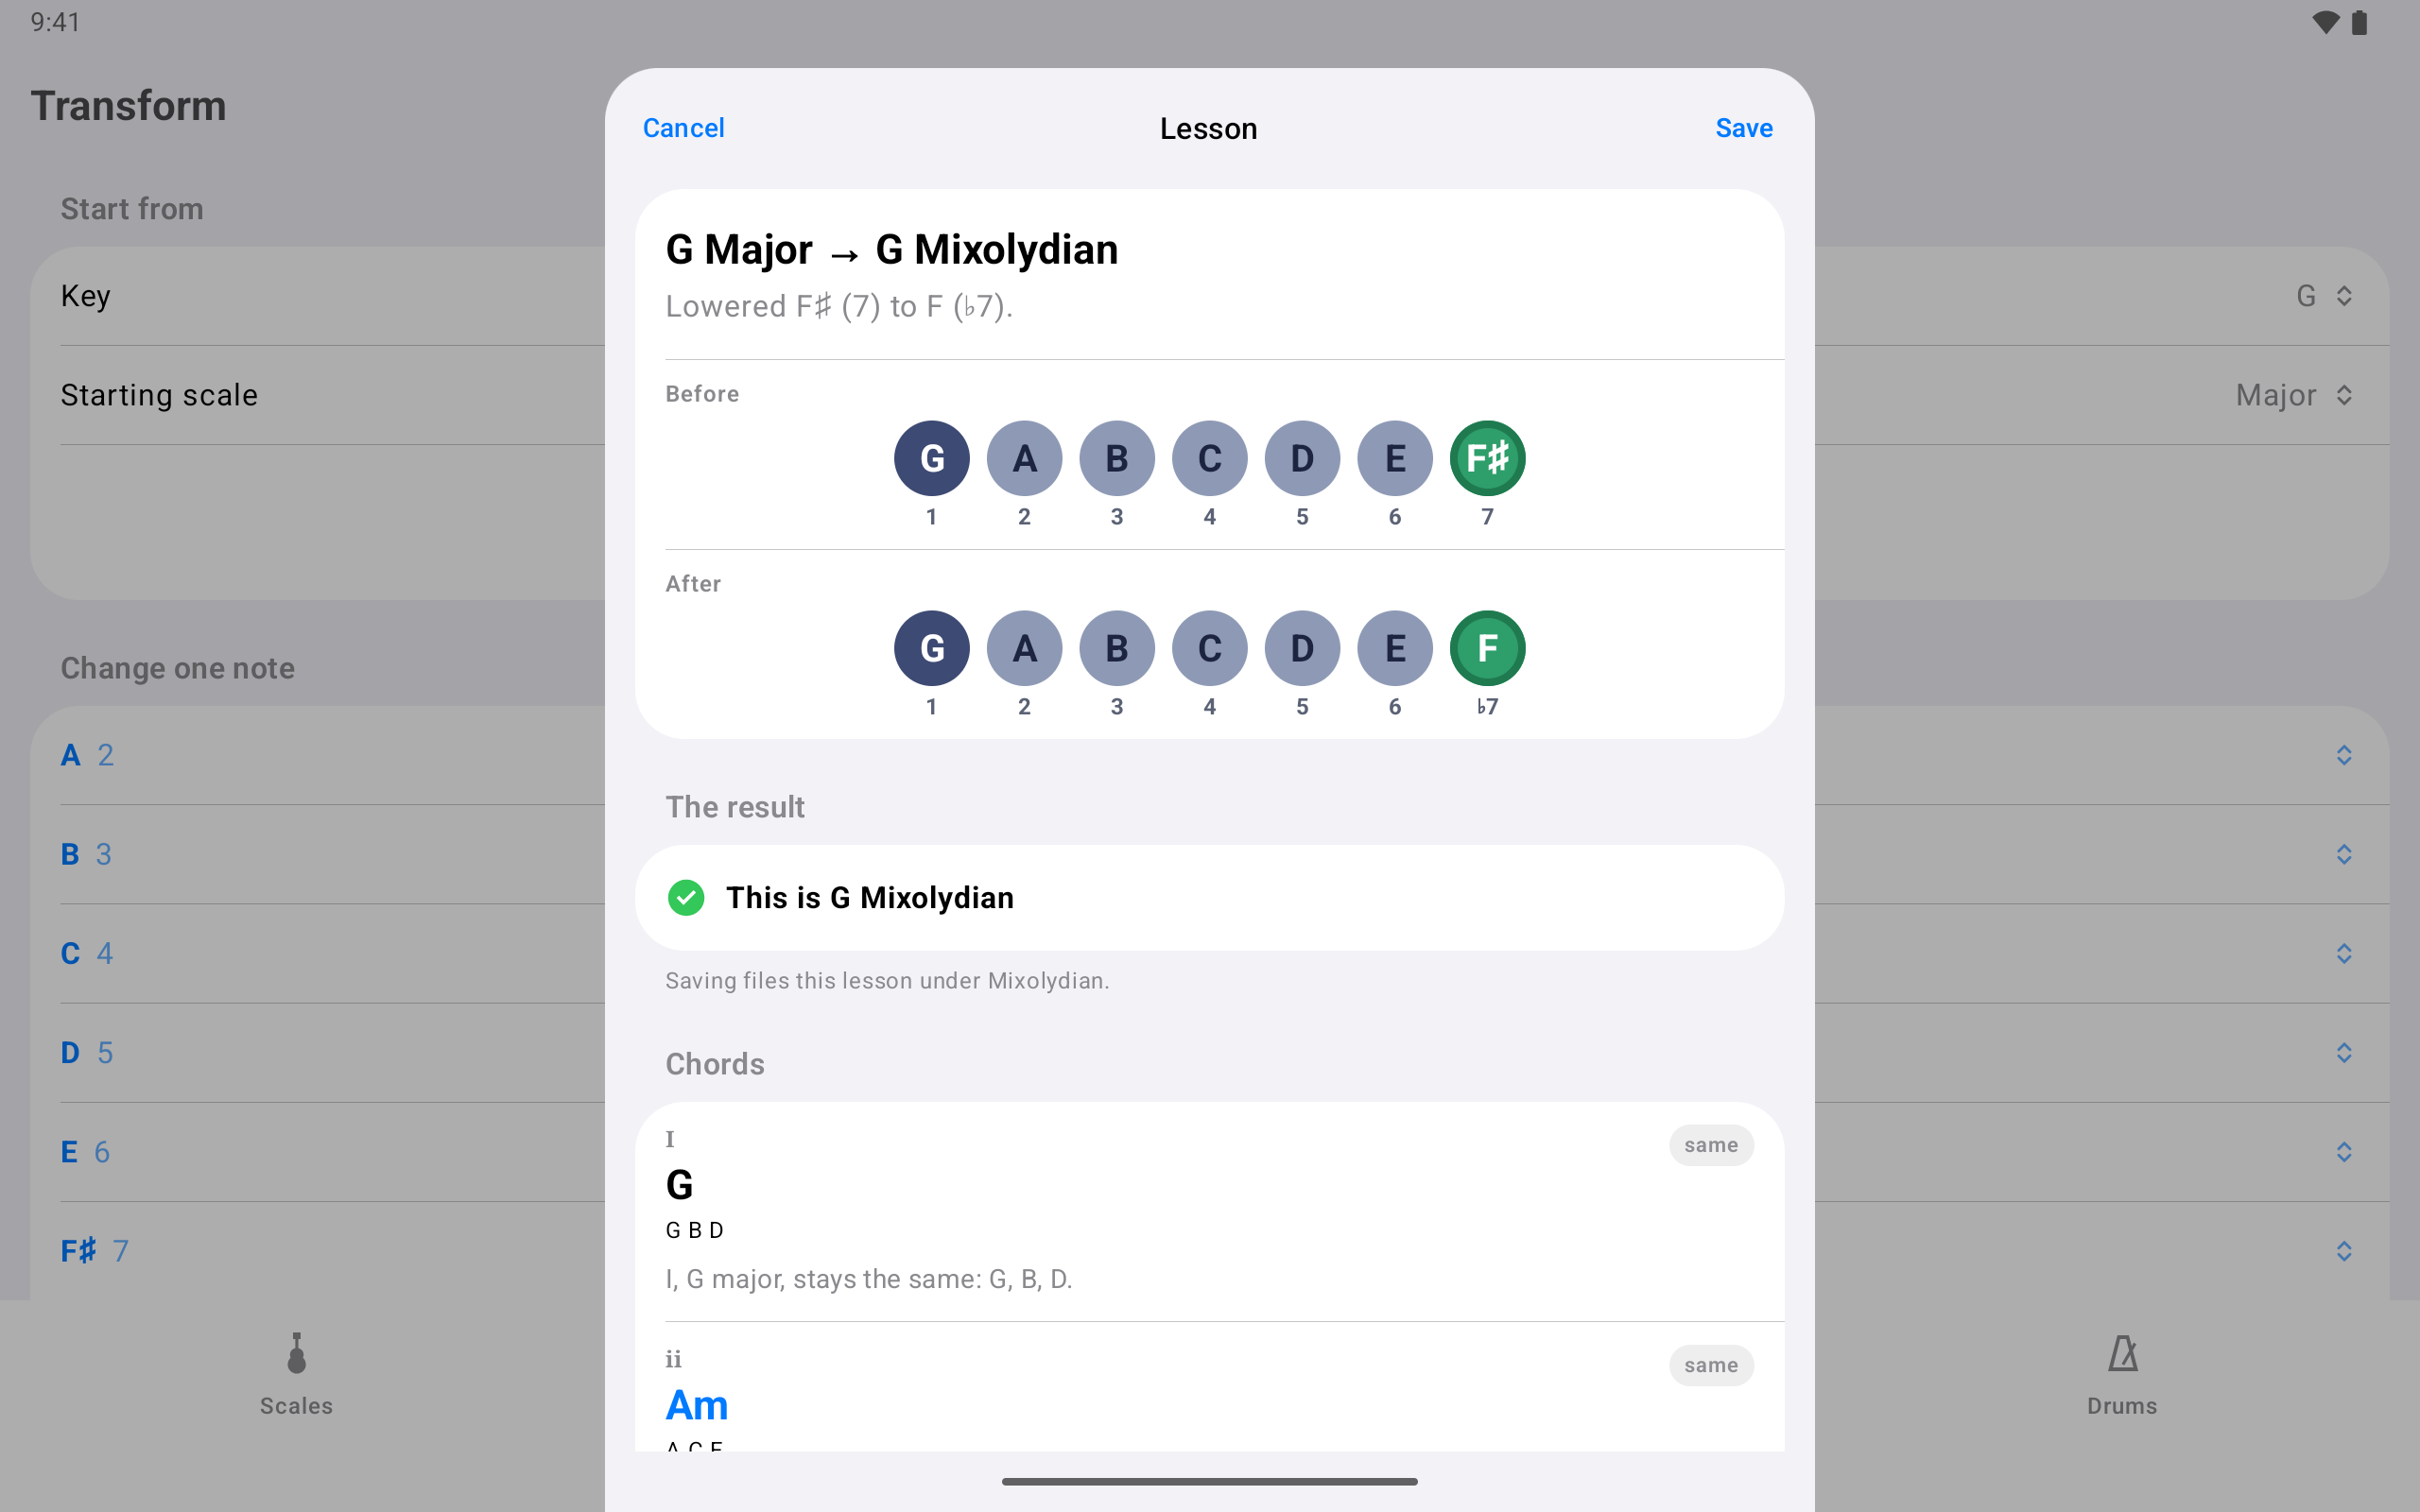 9:41
Transform
Start from
Key
G
Starting scale
Major
Change one note
A 2
B 3
C 4
D 5
E 6
F♯ 7
Scales
Drums
Cancel
Lesson
Save
G Major → G Mixolydian
Lowered F♯ (7) to F (♭7).
Before
G A B C D E F♯
1 2 3 4 5 6 7
After
G A B C D E F
1 2 3 4 5 6 ♭7
The result
This is G Mixolydian
Saving files this lesson under Mixolydian.
Chords
I
same
G
G B D
I, G major, stays the same: G, B, D.
ii
same
Am
A C E